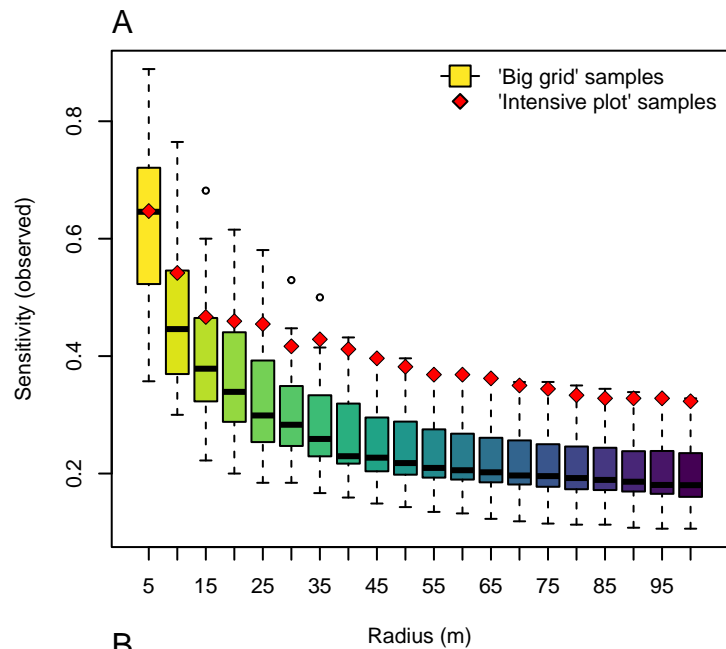 A
'Big grid' samples
'Intensive plot' samples
Sensitivity (observed)
0.8
0.6
0.4
0.2
5 15 25 35 45 55 65 75 85 95
Radius (m)
B